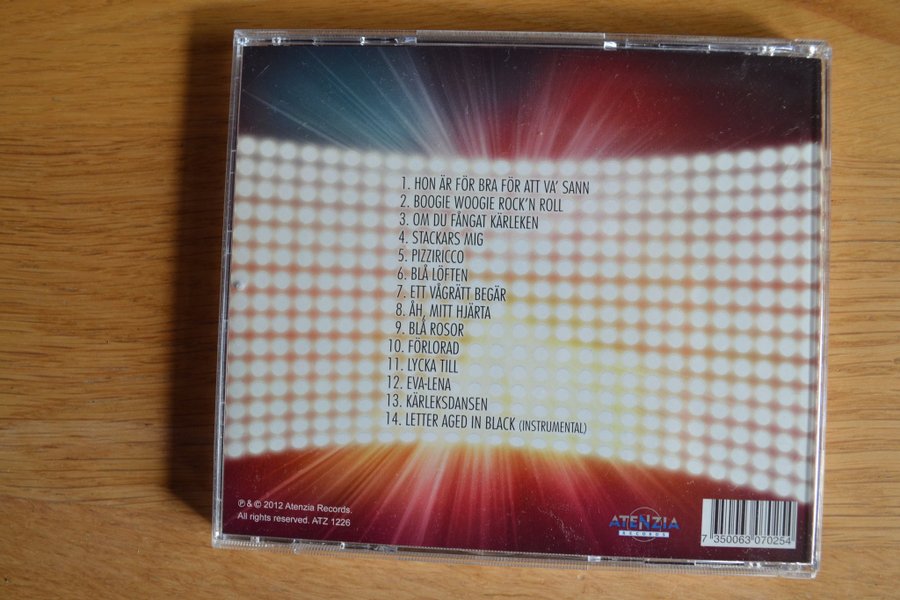 1. HON ÄR FÖR BRA FÖR ATT VA' SANN
2. BOOGIE WOOGIE ROCK'N ROLL
3. OM DU FÅNGAT KÄRLEKEN
4. STACKARS MIG
5. PIZZIRICCO
6. BLÅ LÖFTEN
7. ETT VÅGRÄTT BEGÄR
8. ÅH, MITT HJÄRTA
9. BLÅ ROSOR
10. FÖRLORAD
11. LYCKA TILL
12. EVA-LENA
13. KÄRLEKSDANSEN
14. LETTER AGED IN BLACK (INSTRUMENTAL)
℗ & © 2012 Atenzia Records.
All rights reserved. ATZ 1226
ATENZIA
RECORDS
7 350063 070254